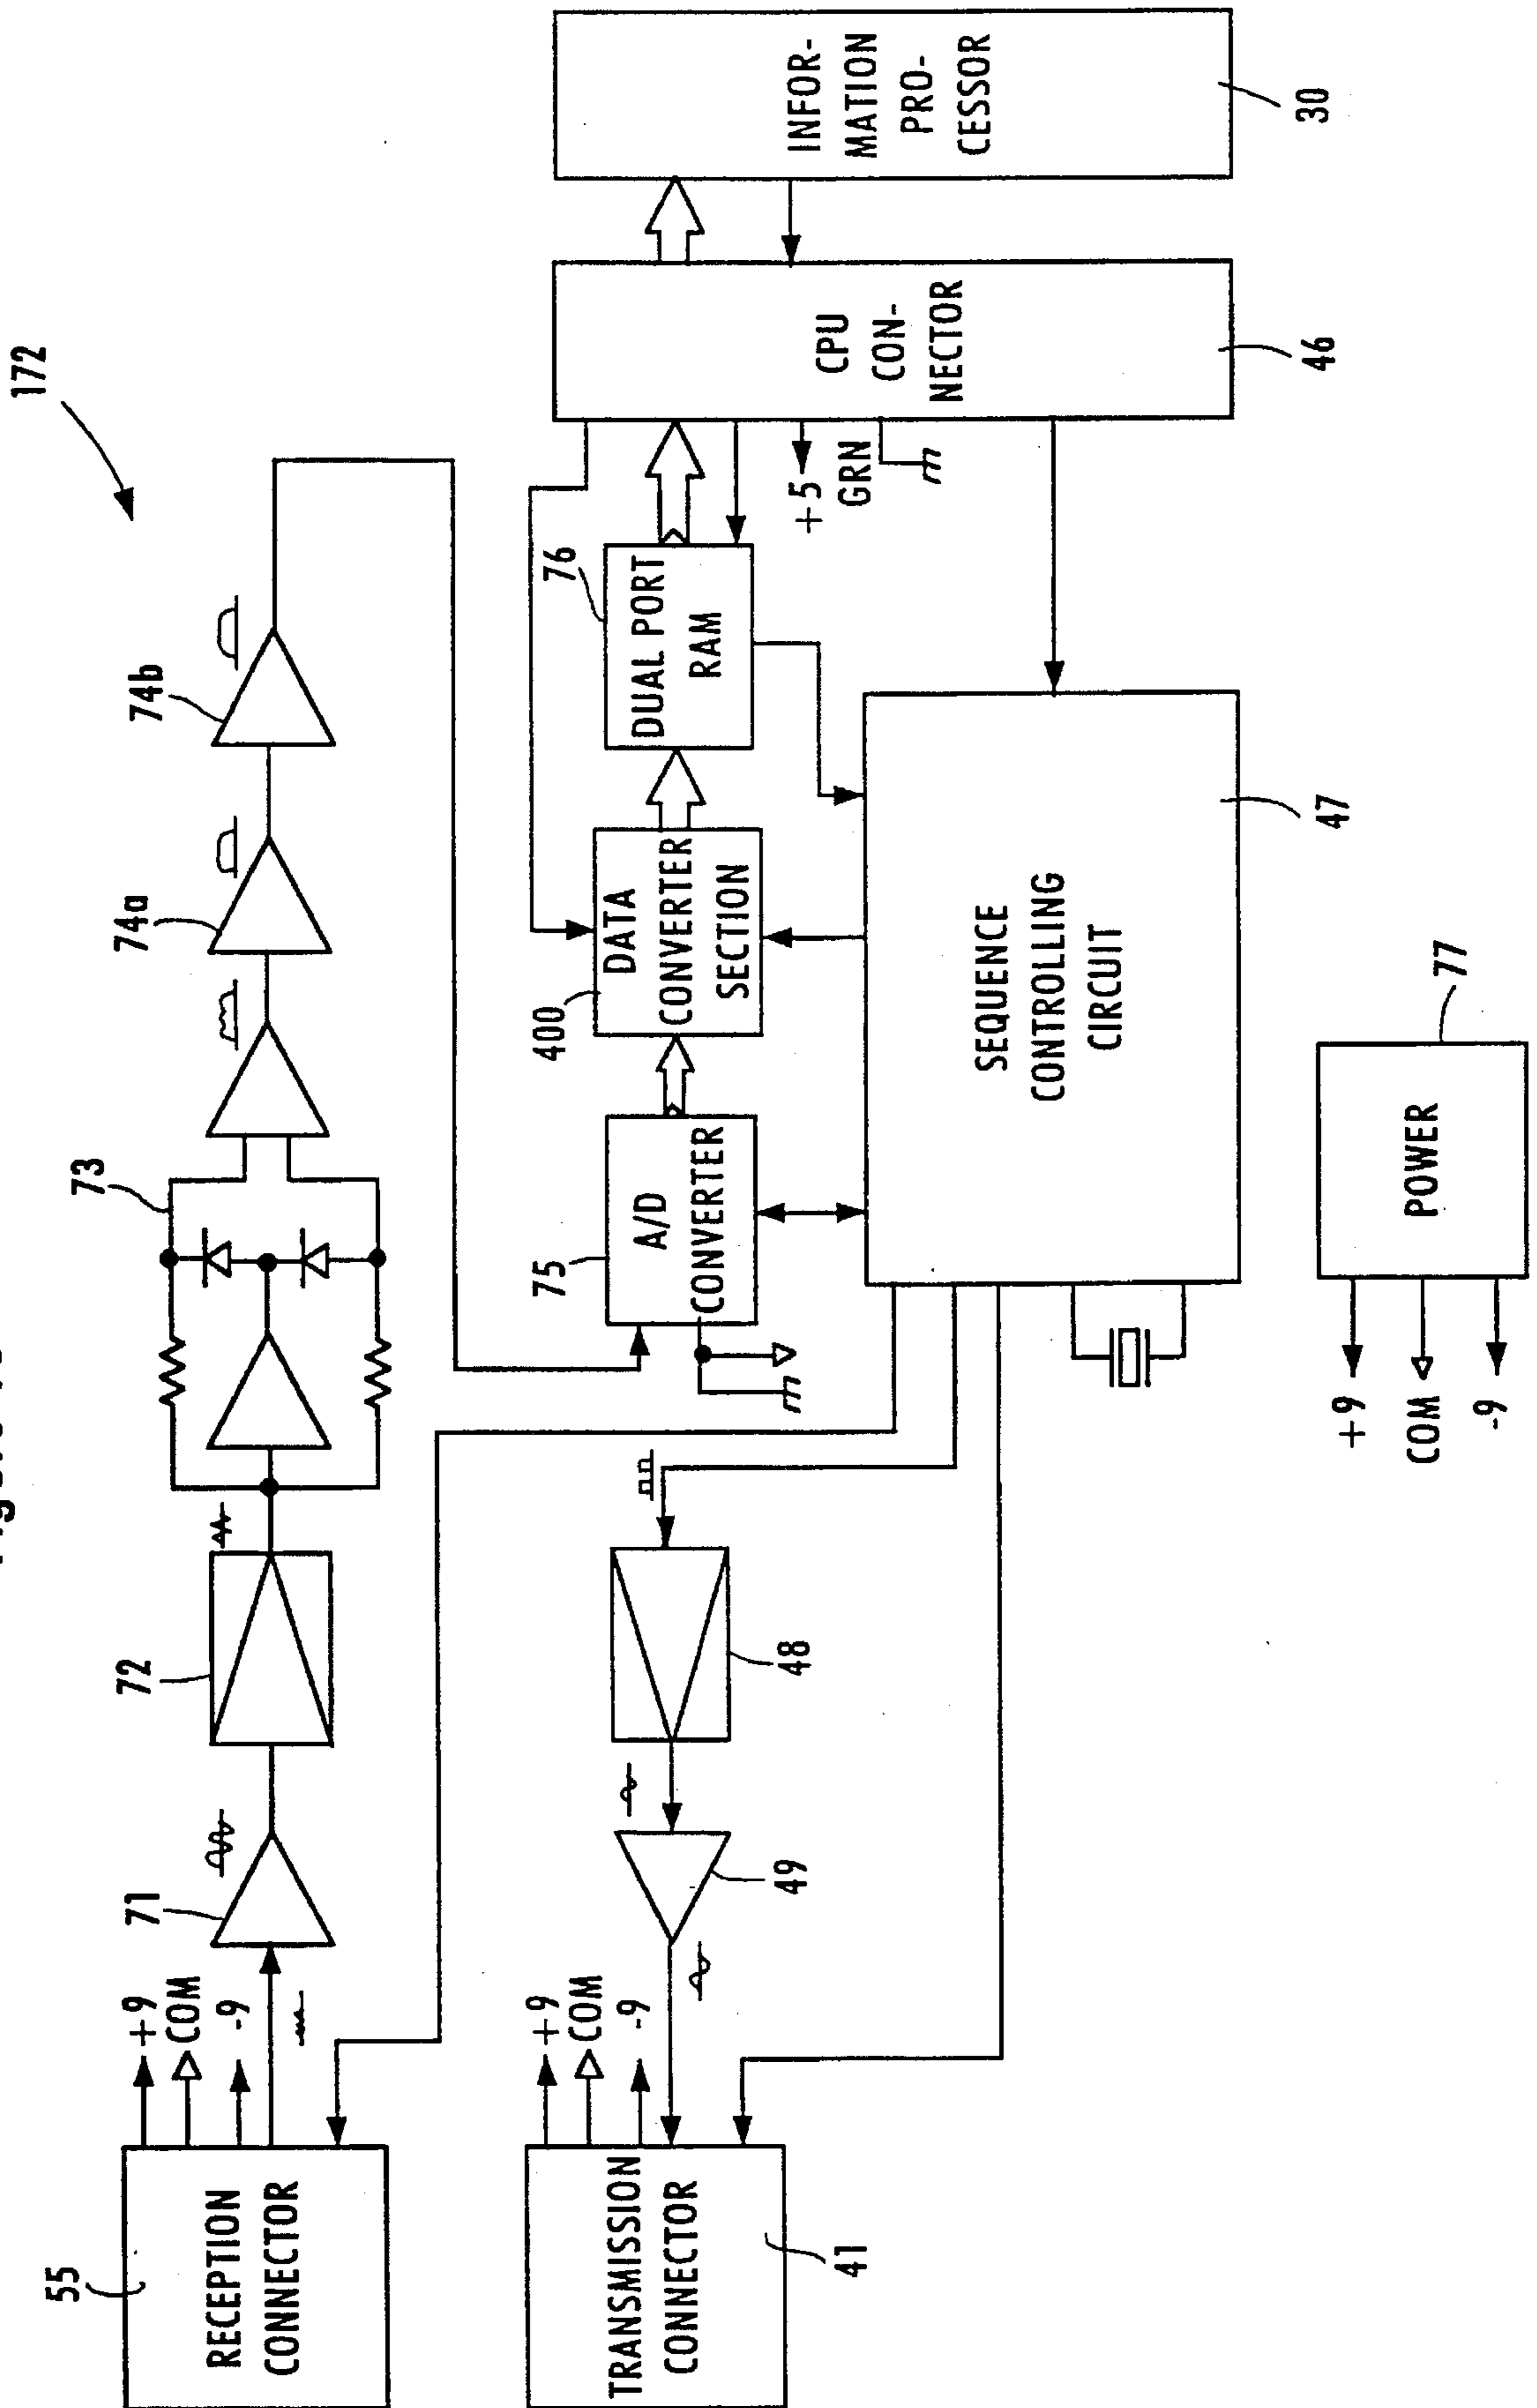 172
55
RECEPTION
CONNECTOR
+9
COM
-9
71
72
73
74a
74b
TRANSMISSION
CONNECTOR
41
+9
COM
-9
49
48
75
A/D
CONVERTER
400
DATA
CONVERTER
SECTION
76
DUAL PORT
RAM
+5
GRN
CPU
CON-
NECTOR
46
INFOR-
MATION
PRO-
CESSOR
30
SEQUENCE
CONTROLLING
CIRCUIT
47
+9
COM
-9
POWER
77